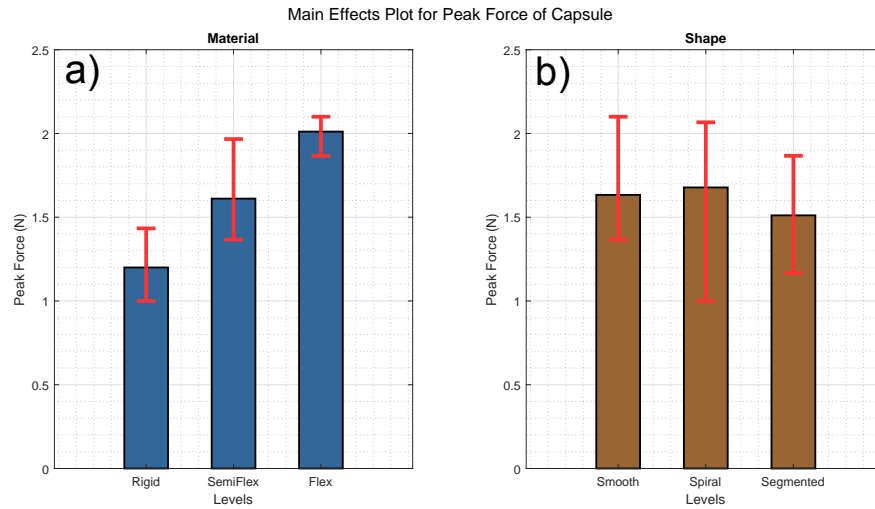 Main Effects Plot for Peak Force of Capsule
Material
a)
2.5
2
1.5
1
0.5
0
Peak Force (N)
Rigid SemiFlex Flex
Levels
Shape
b)
2.5
2
1.5
1
0.5
0
Peak Force (N)
Smooth Spiral Segmented
Levels